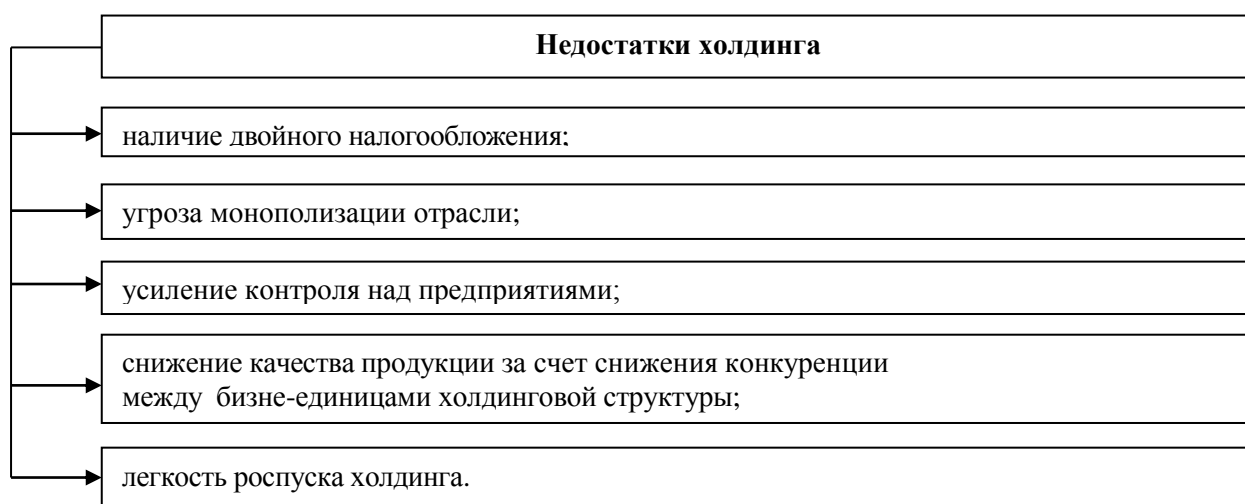 Недостатки холдинга
наличие двойного налогообложения;
угроза монополизации отрасли;
усиление контроля над предприятиями;
снижение качества продукции за счет снижения конкуренции
между бизне-единицами холдинговой структуры;
легкость роспуска холдинга.